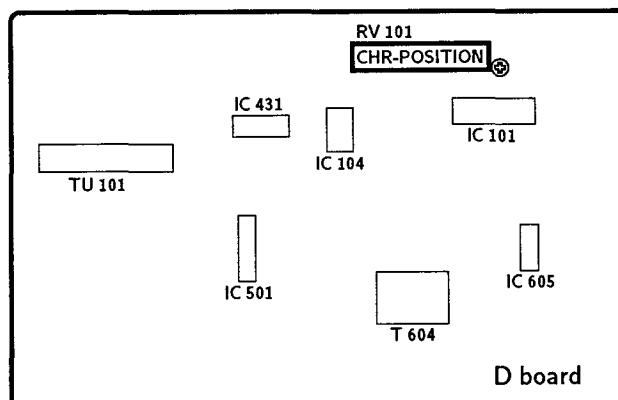 RV 101
CHR-POSITION
IC 431
IC 101
IC 104
TU 101
IC 501
IC 605
T 604
D board